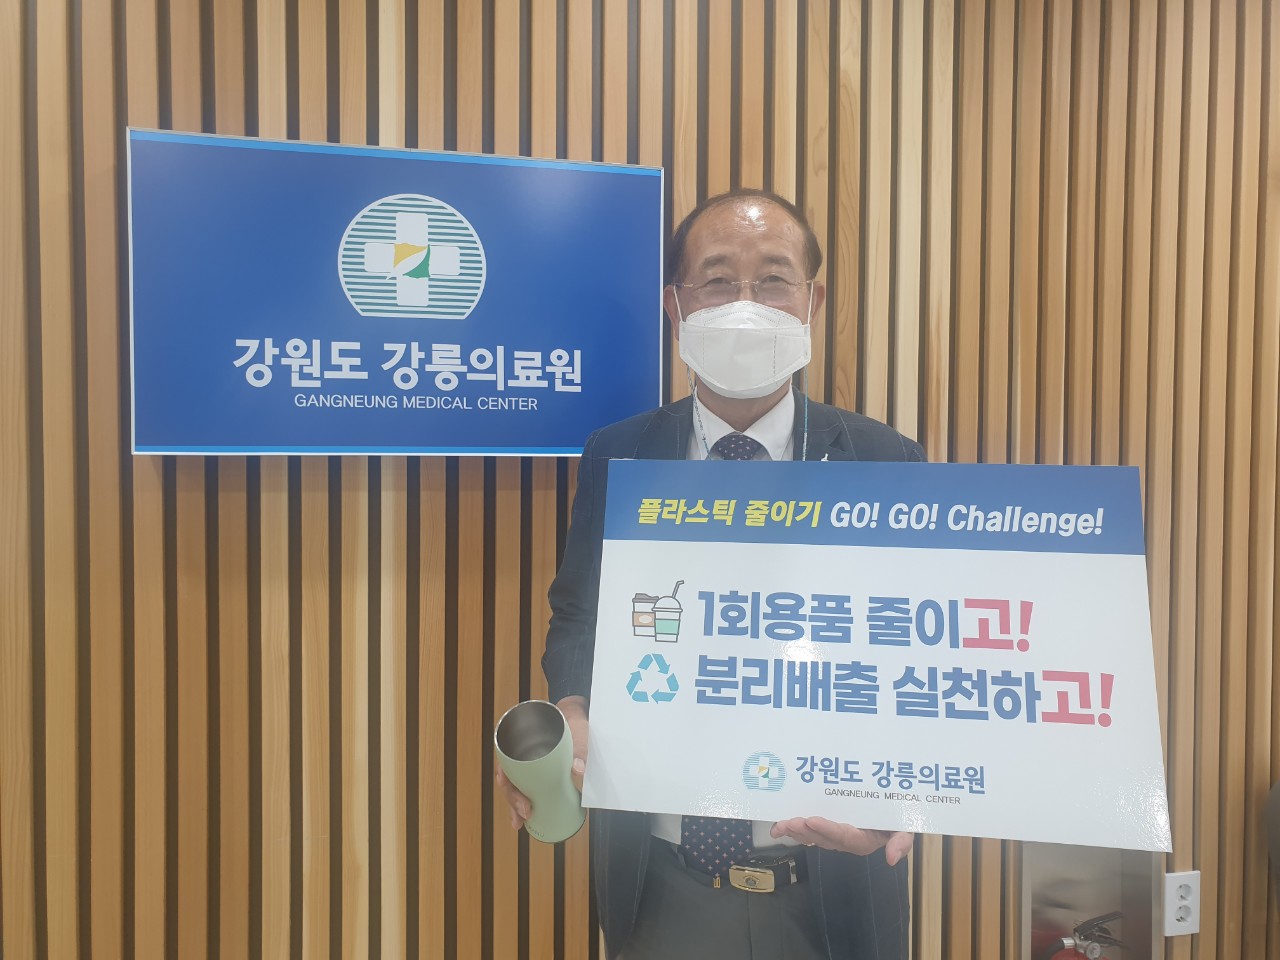 강원도 강릉의료원
GANGNEUNG MEDICAL CENTER
플라스틱 줄이기 GO! GO! Challenge!
1회용품 줄이고!
분리배출 실천하고!
강원도 강릉의료원
GANGNEUNG MEDICAL CENTER